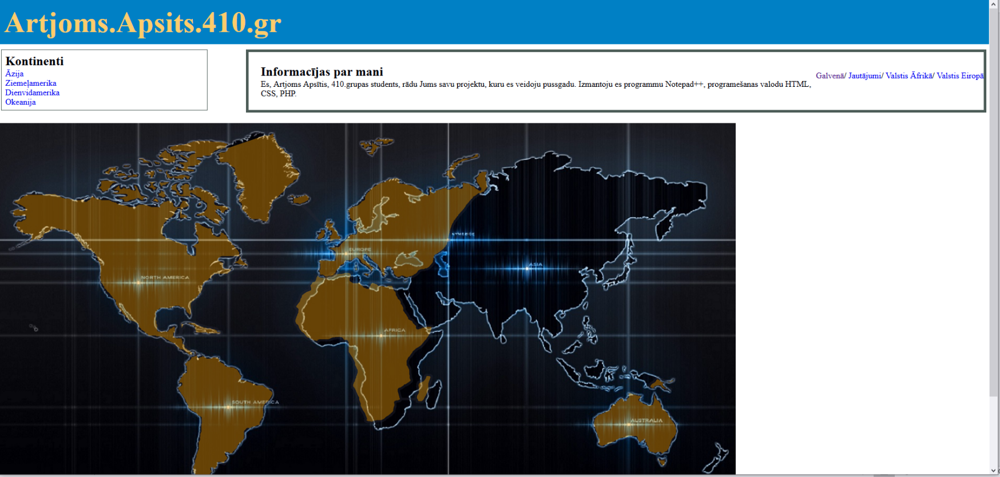 Artjoms.Apsits.410.gr
Kontinenti
Āzija
Ziemeļamerika
Dienvidamerika
Okeanija
Informacījas par mani
Es, Artjoms Apsītis, 410.grupas students, rādu Jums savu projektu, kuru es veidoju pussgadu. Izmantoju es programmu Notepad++, programešanas valodu HTML,
CSS, PHP.
Galvenā/ Jautājumi/ Valstis Āfrikā/ Valstis Eiropā
EUROPE
ASIA
NORTH AMERICA
AFRICA
SOUTH AMERICA
AUSTRALIA